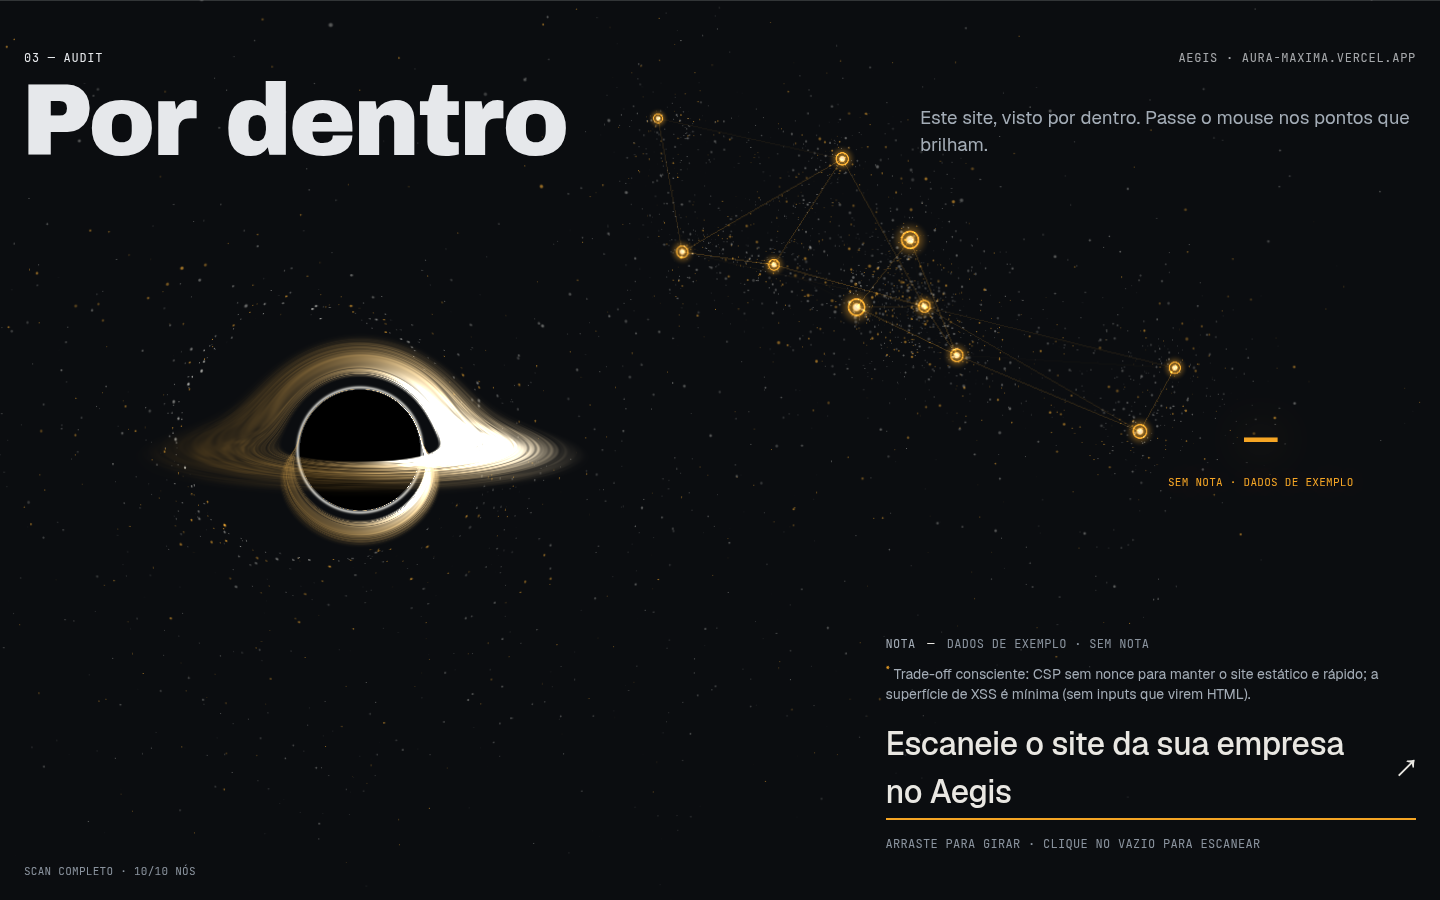 03 — AUDIT
AEGIS · AURA-MAXIMA.VERCEL.APP
Por dentro
Este site, visto por dentro. Passe o mouse nos pontos que
brilham.
—
SEM NOTA · DADOS DE EXEMPLO
NOTA — DADOS DE EXEMPLO · SEM NOTA
* Trade-off consciente: CSP sem nonce para manter o site estático e rápido; a
superfície de XSS é mínima (sem inputs que virem HTML).
Escaneie o site da sua empresa
no Aegis ↗
ARRASTE PARA GIRAR · CLIQUE NO VAZIO PARA ESCANEAR
SCAN COMPLETO · 10/10 NÓS